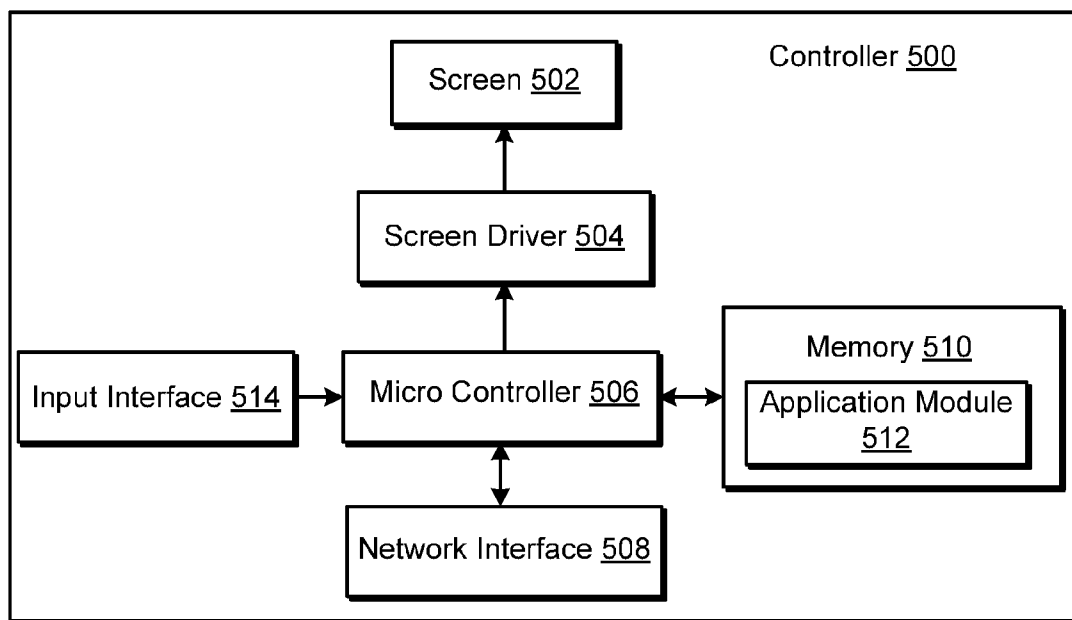 Controller 500
Screen 502
Screen Driver 504
Memory 510
Input Interface 514
Micro Controller 506
Application Module
512
Network Interface 508